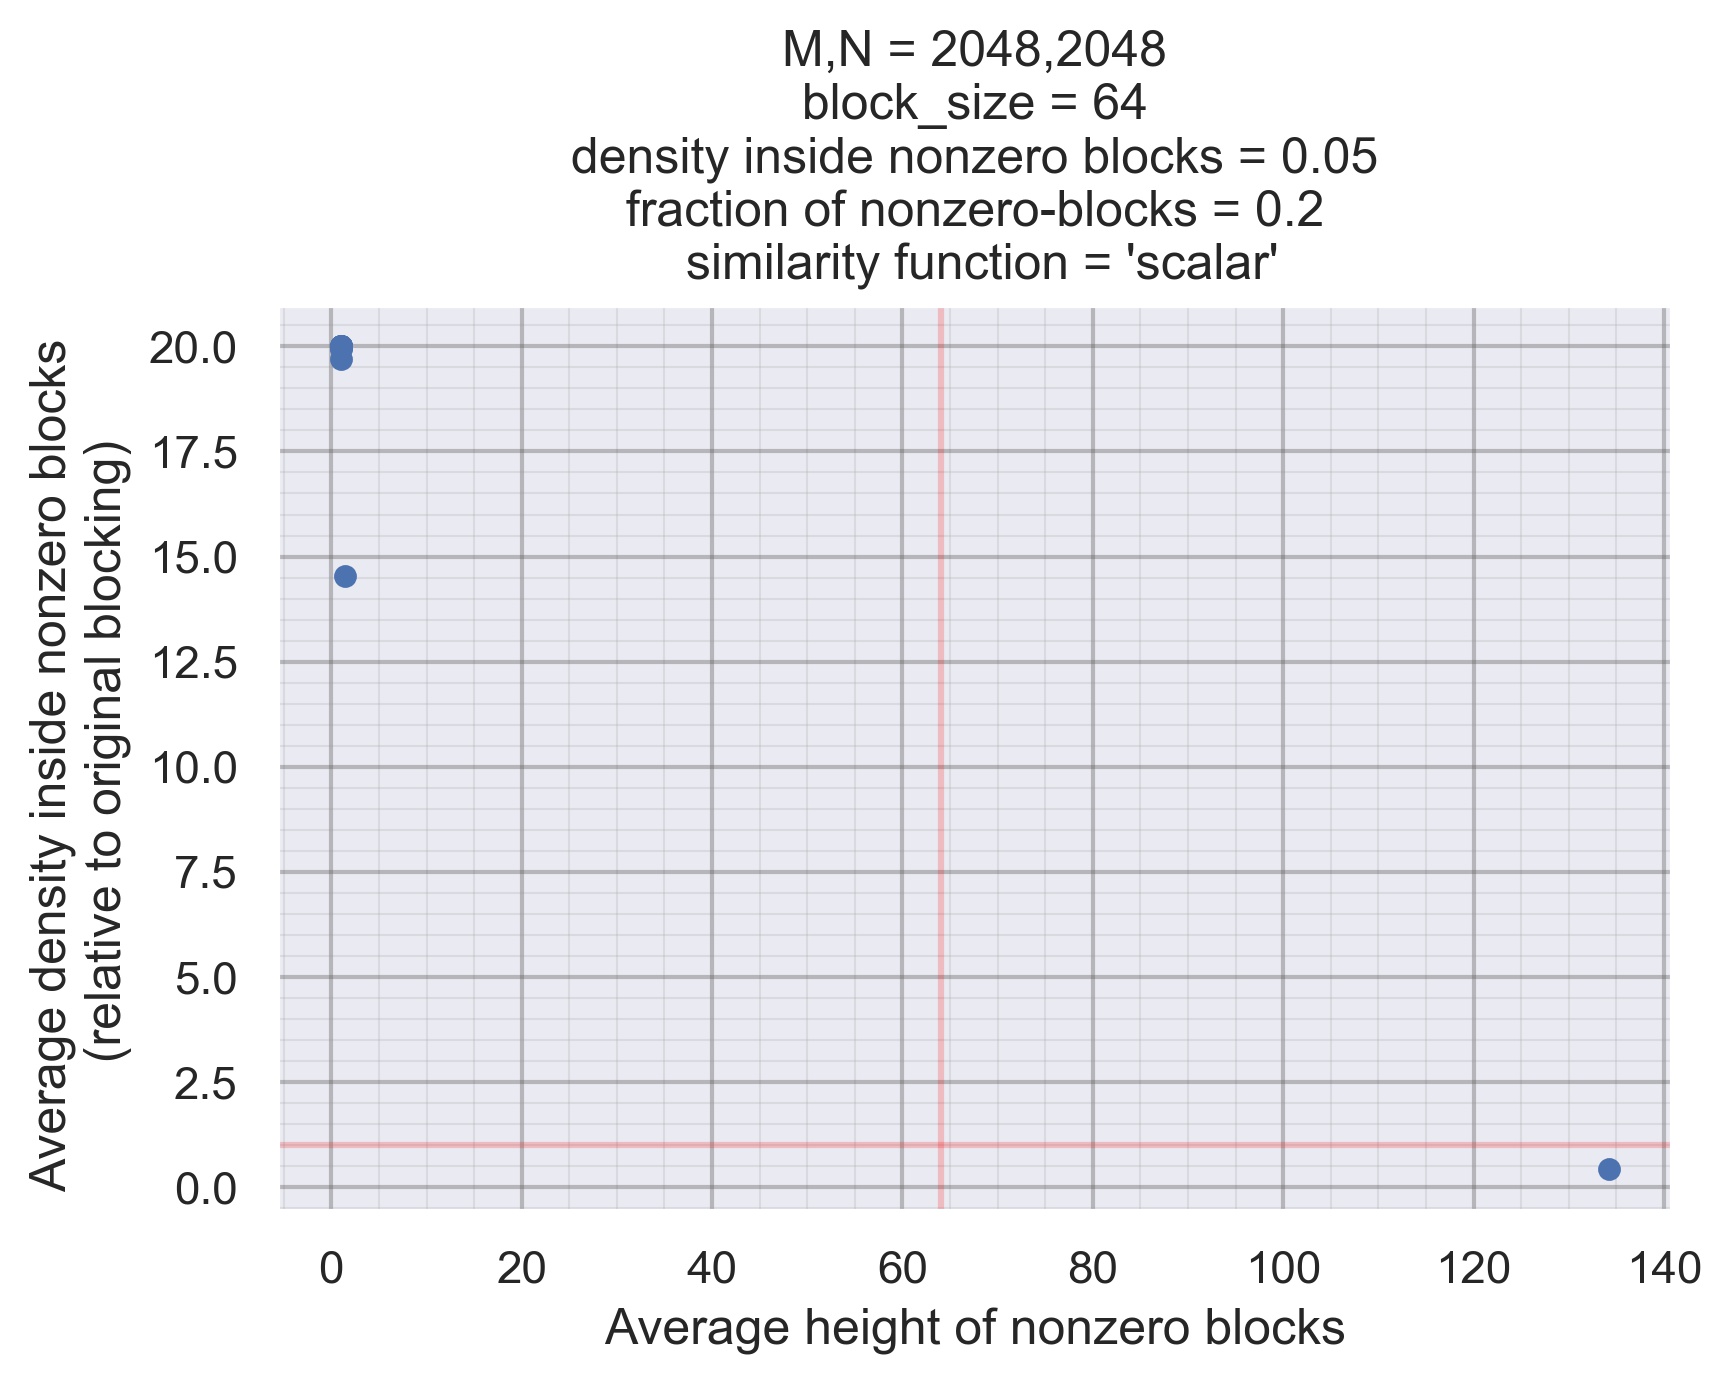 M,N = 2048,2048
block_size = 64
density inside nonzero blocks = 0.05
fraction of nonzero-blocks = 0.2
similarity function = 'scalar'
Average density inside nonzero blocks
(relative to original blocking)
20.0
17.5
15.0
12.5
10.0
7.5
5.0
2.5
0.0
0
20
40
60
80
100
120
140
Average height of nonzero blocks